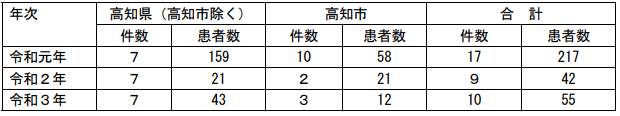 年次 高知県（高知市除く） 高知市 合　計
件数 患者数 件数 患者数 件数 患者数
令和元年 ７ 159 10 58 17 217
令和２年 ７ 21 ２ 21 ９ 42
令和３年 ７ 43 ３ 12 10 55